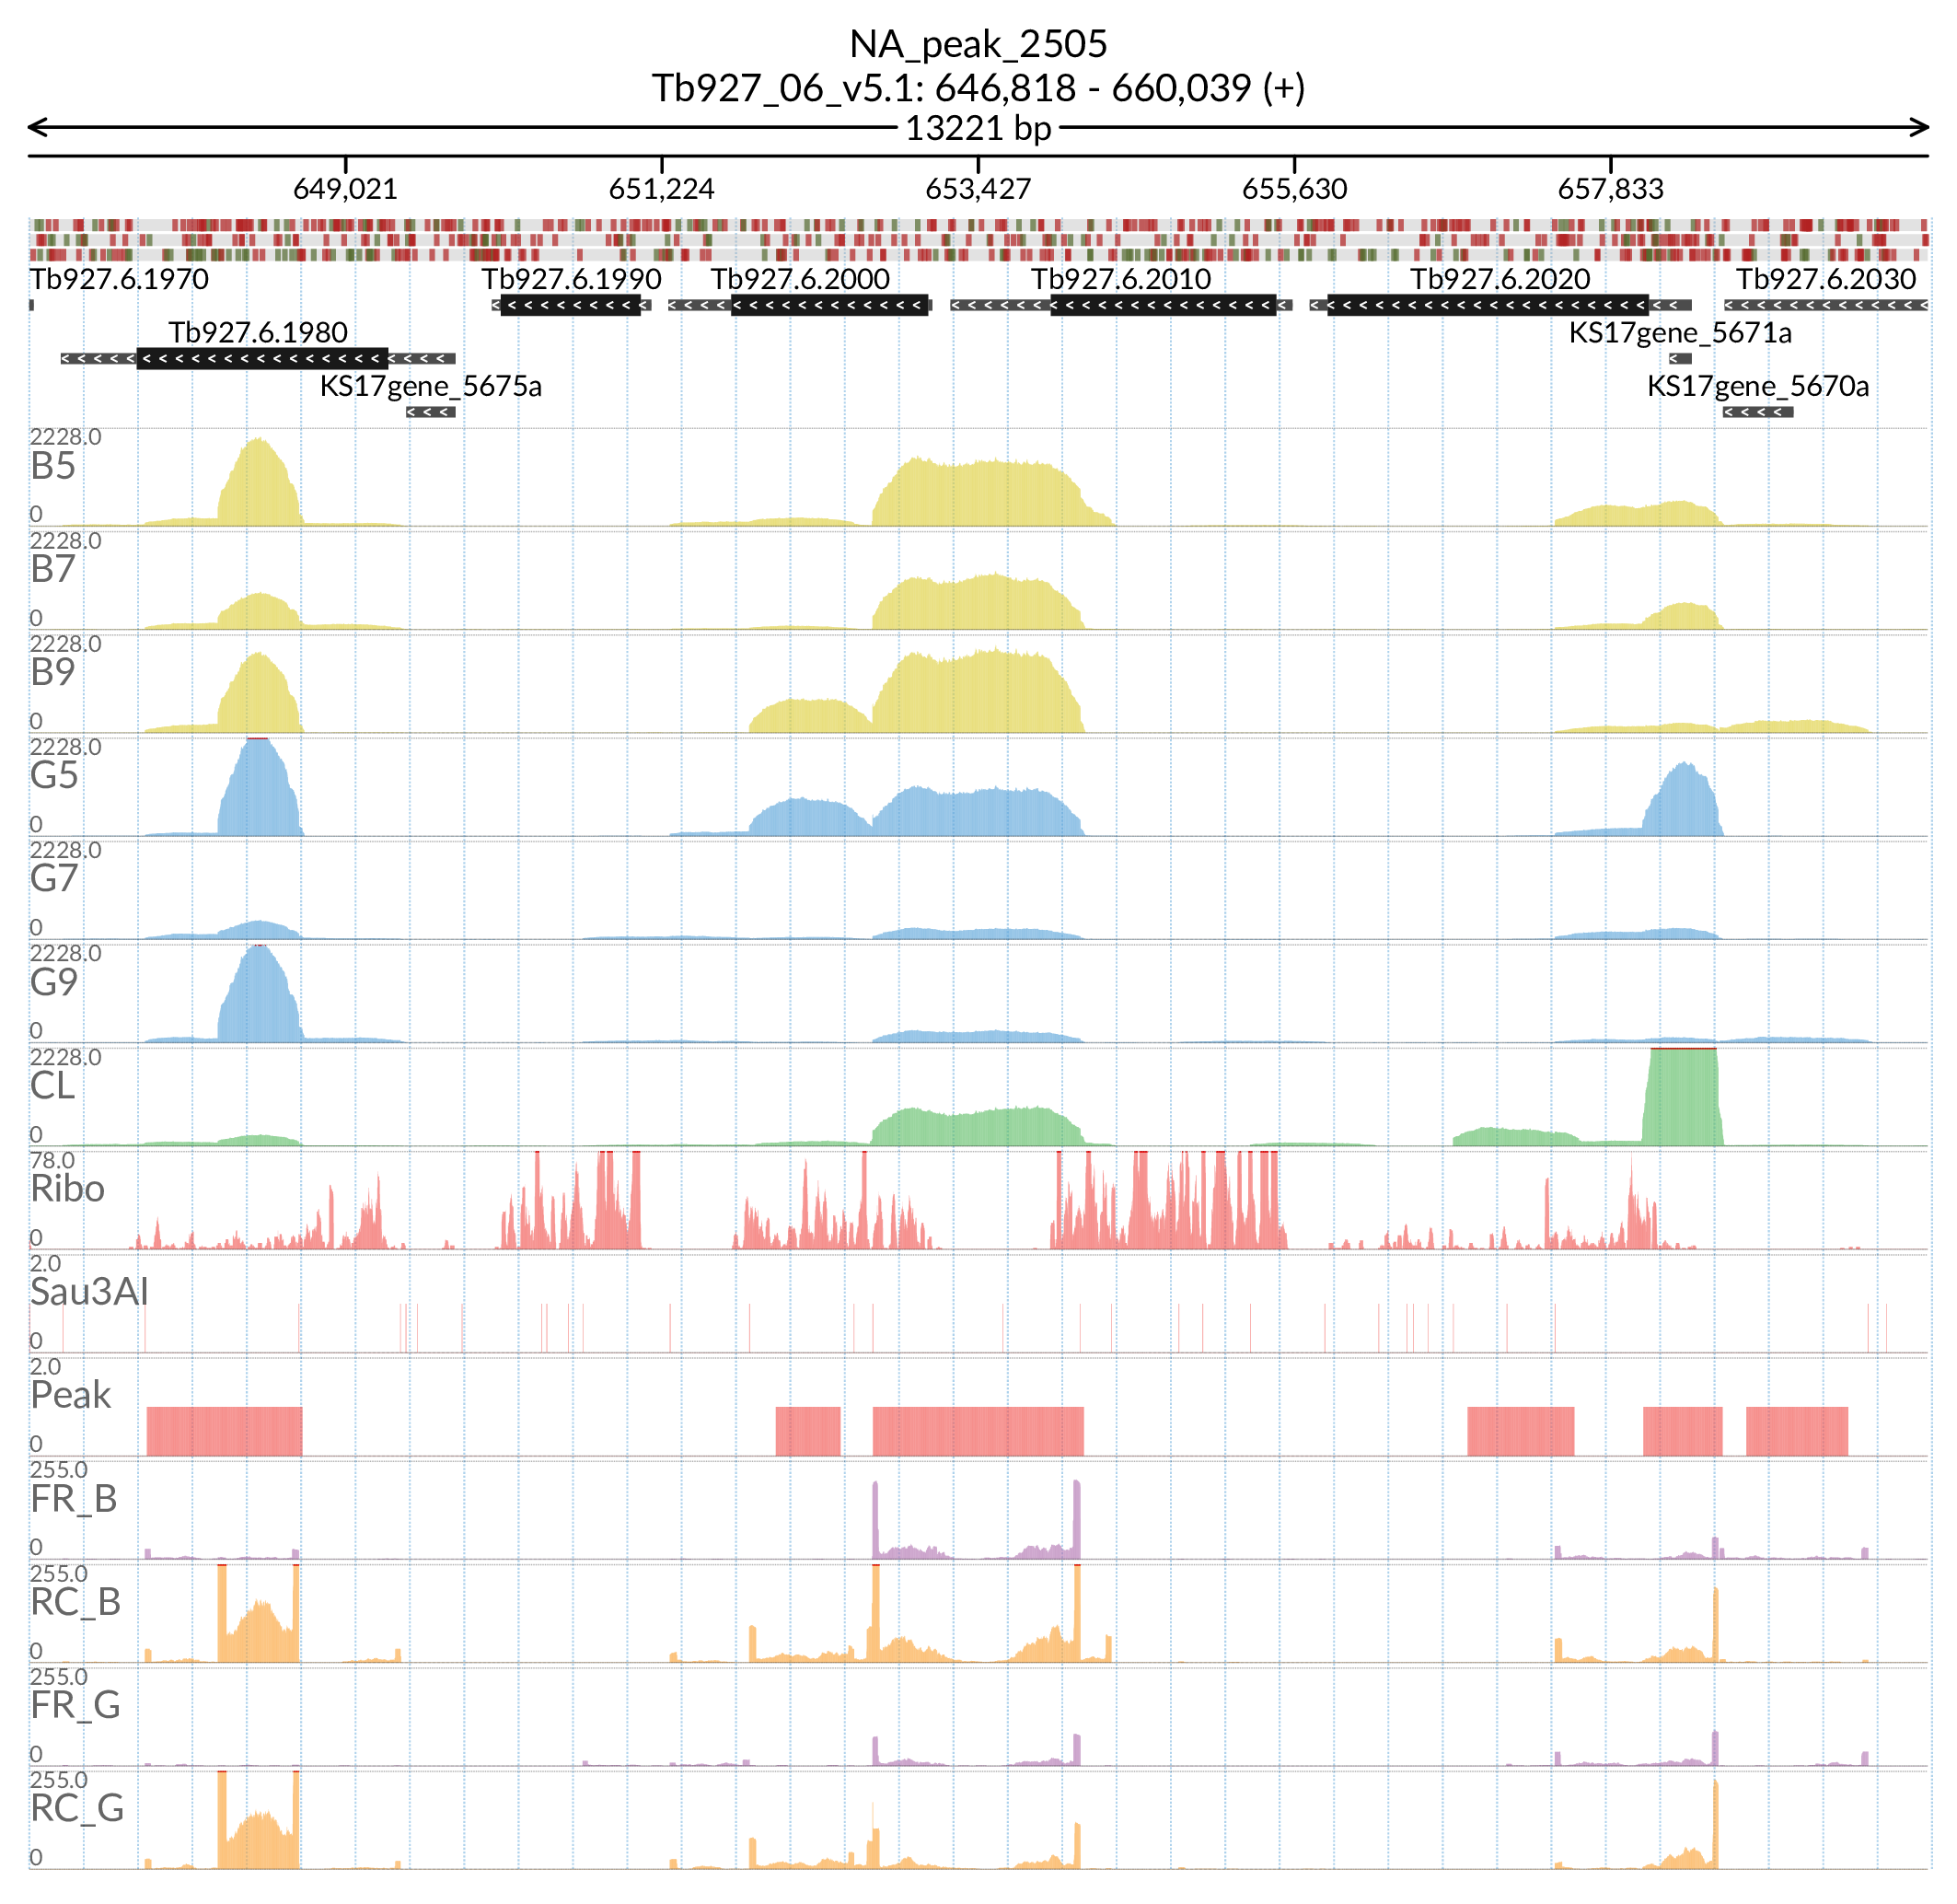 NA_peak_2505
Tb927_06_v5.1: 646,818 - 660,039 (+)
13221 bp
649,021 651,224 653,427 655,630 657,833
Tb927.6.1970 Tb927.6.1990 Tb927.6.2000 Tb927.6.2010 Tb927.6.2020 Tb927.6.2030
Tb927.6.1980 KS17gene_5671a
KS17gene_5675a KS17gene_5670a
2228.0
B5
0
2228.0
B7
0
2228.0
B9
0
2228.0
G5
0
2228.0
G7
0
2228.0
G9
0
2228.0
CL
0
78.0
Ribo
0
2.0
Sau3AI
0
2.0
Peak
0
255.0
FR_B
0
255.0
RC_B
0
255.0
FR_G
0
255.0
RC_G
0